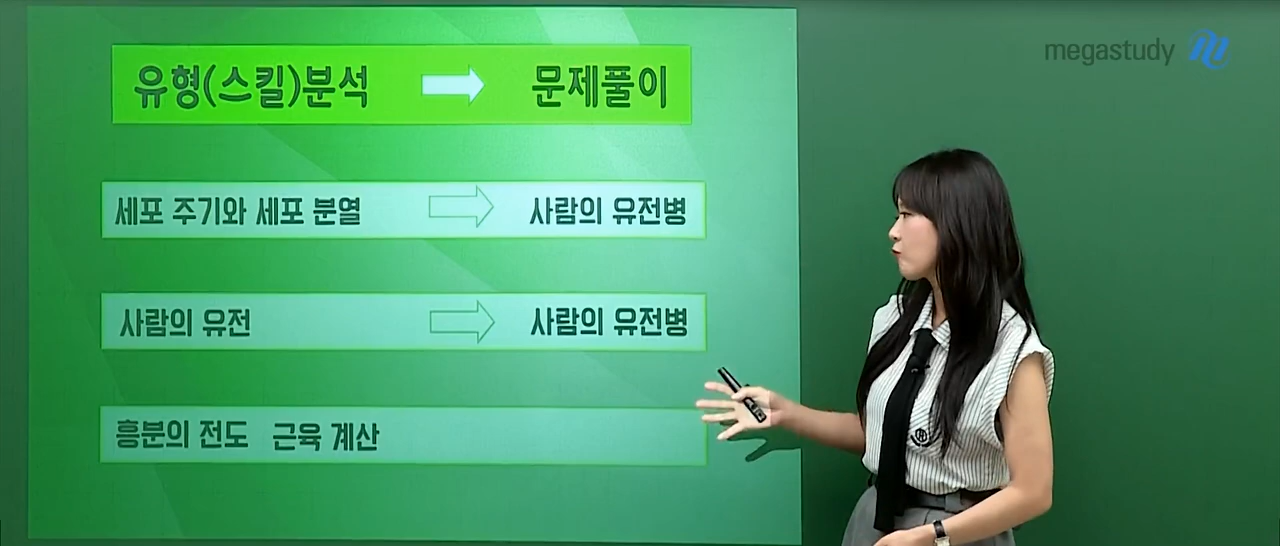 megastudy
유형(스킬)분석 문제풀이
세포 주기와 세포 분열 사람의 유전병
사람의 유전 사람의 유전병
흥분의 전도 근육 계산